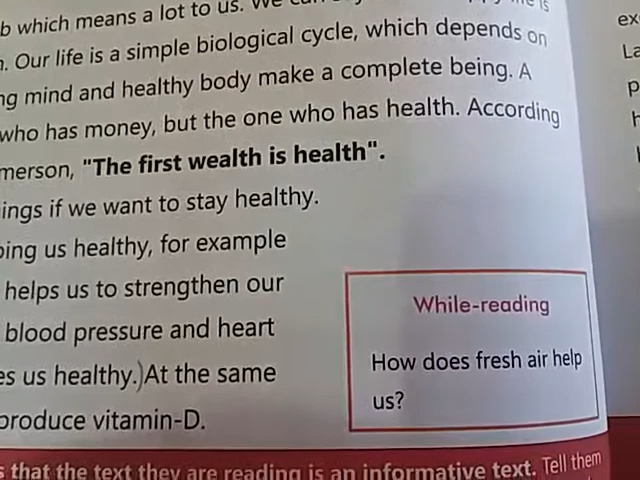 b which means a lot to us. We
Our life is a simple biological cycle, which depends on
mind and healthy body make a complete being. A
who has money, but the one who has health. According
merson, "The first wealth is health".
ings if we want to stay healthy.
ping us healthy, for example
helps us to strengthen our
blood pressure and heart
es us healthy.)At the same
produce vitamin-D.
While-reading
How does fresh air help
us?
s that the text they are reading is an informative text. Tell them
ex
La
p
h